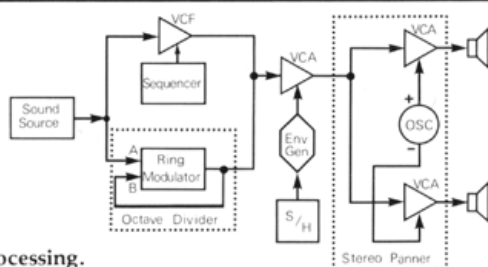 VCF
Sequencer
Sound
Source
A
B
Ring
Modulator
Octave Divider
VCA
Env
Gen
S/H
VCA
+
OSC
−
VCA
Stereo Panner
ocessing.